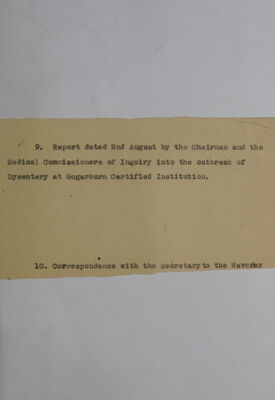 9. Report dated 2nd August by the Chairman and the
Medical Commissioners of Inquiry into the outbreak of
Dysentery at Gogarburn Certified Institution.
10. Correspondence with the Secretary to the Waverley